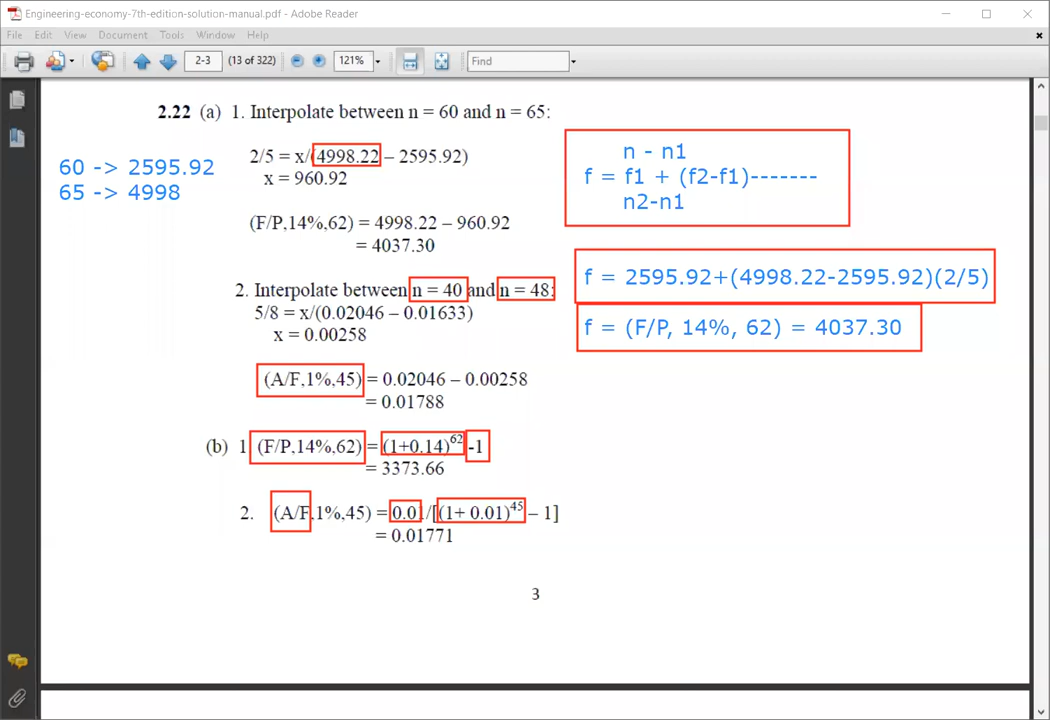 Engineering-economy-7th-edition-solution-manual.pdf - Adobe Reader
File Edit View Document Tools Window Help
2-3 (13 of 322) 121% Find
2.22 (a) 1. Interpolate between n = 60 and n = 65:
2/5 = x/(4998.22 – 2595.92)
x = 960.92
60 -> 2595.92
65 -> 4998
n - n1
f = f1 + (f2-f1)-------
n2-n1
(F/P,14%,62) = 4998.22 – 960.92
= 4037.30
f = 2595.92+(4998.22-2595.92)(2/5)
f = (F/P, 14%, 62) = 4037.30
2. Interpolate between n = 40 and n = 48:
5/8 = x/(0.02046 – 0.01633)
x = 0.00258
(A/F,1%,45) = 0.02046 – 0.00258
= 0.01788
(b) 1 (F/P,14%,62) = (1+0.14)^62 -1
= 3373.66
2. (A/F,1%,45) = 0.01/[(1+ 0.01)^45 – 1]
= 0.01771
3